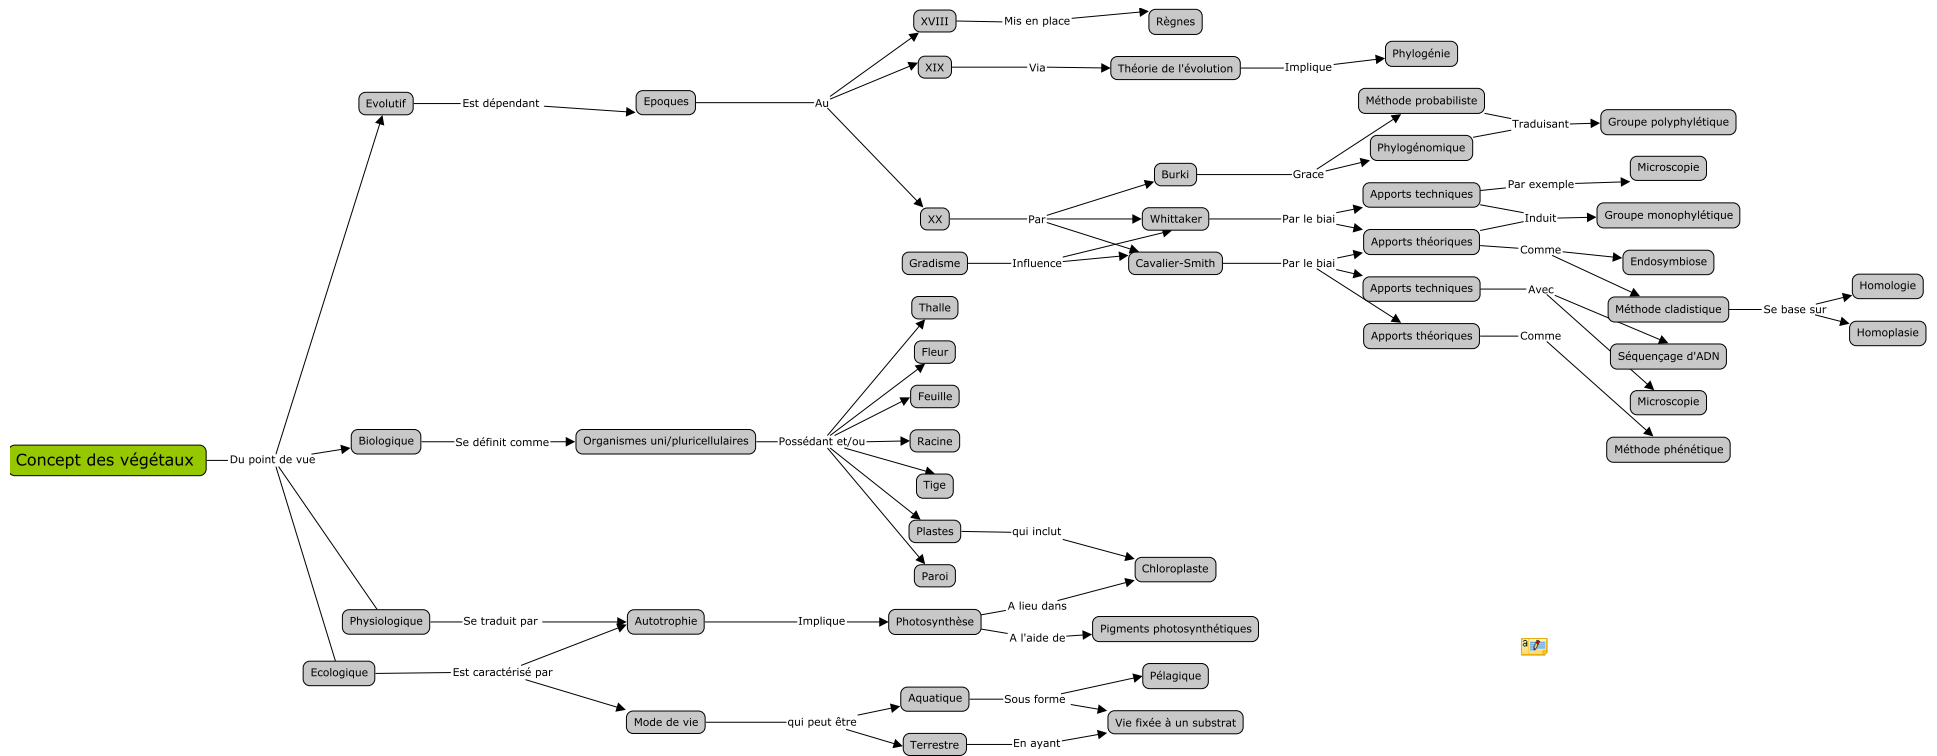 XVIII
Mis en place
Règnes
XIX
Via
Théorie de l'évolution
Implique
Phylogénie
Evolutif
Est dépendant
Epoques
Au
Méthode probabiliste
Phylogénomique
Traduisant
Groupe polyphylétique
Burki
Grace
XX
Par
Whittaker
Par le biai
Apports techniques
Par exemple
Microscopie
Induit
Groupe monophylétique
Apports théoriques
Comme
Endosymbiose
Gradisme
Influence
Cavalier-Smith
Par le biai
Apports techniques
Avec
Méthode cladistique
Se base sur
Homologie
Homoplasie
Apports théoriques
Comme
Séquençage d'ADN
Microscopie
Méthode phénétique
Thalle
Fleur
Feuille
Concept des végétaux
Du point de vue
Biologique
Se définit comme
Organismes uni/pluricellulaires
Possédant et/ou
Racine
Tige
Plastes
qui inclut
Chloroplaste
Paroi
Physiologique
Se traduit par
Autotrophie
Implique
Photosynthèse
A lieu dans
A l'aide de
Pigments photosynthétiques
Ecologique
Est caractérisé par
Mode de vie
qui peut être
Aquatique
Sous forme
Pélagique
Vie fixée à un substrat
Terrestre
En ayant
a